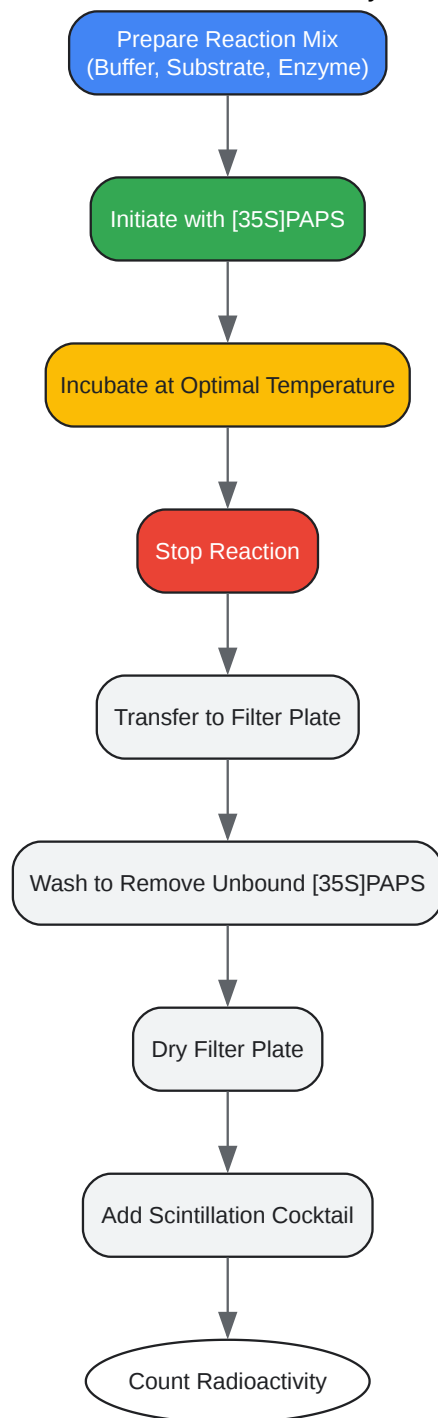 Prepare Reaction Mix
(Buffer, Substrate, Enzyme)
Initiate with [35S]PAPS
Incubate at Optimal Temperature
Stop Reaction
Transfer to Filter Plate
Wash to Remove Unbound [35S]PAPS
Dry Filter Plate
Add Scintillation Cocktail
Count Radioactivity